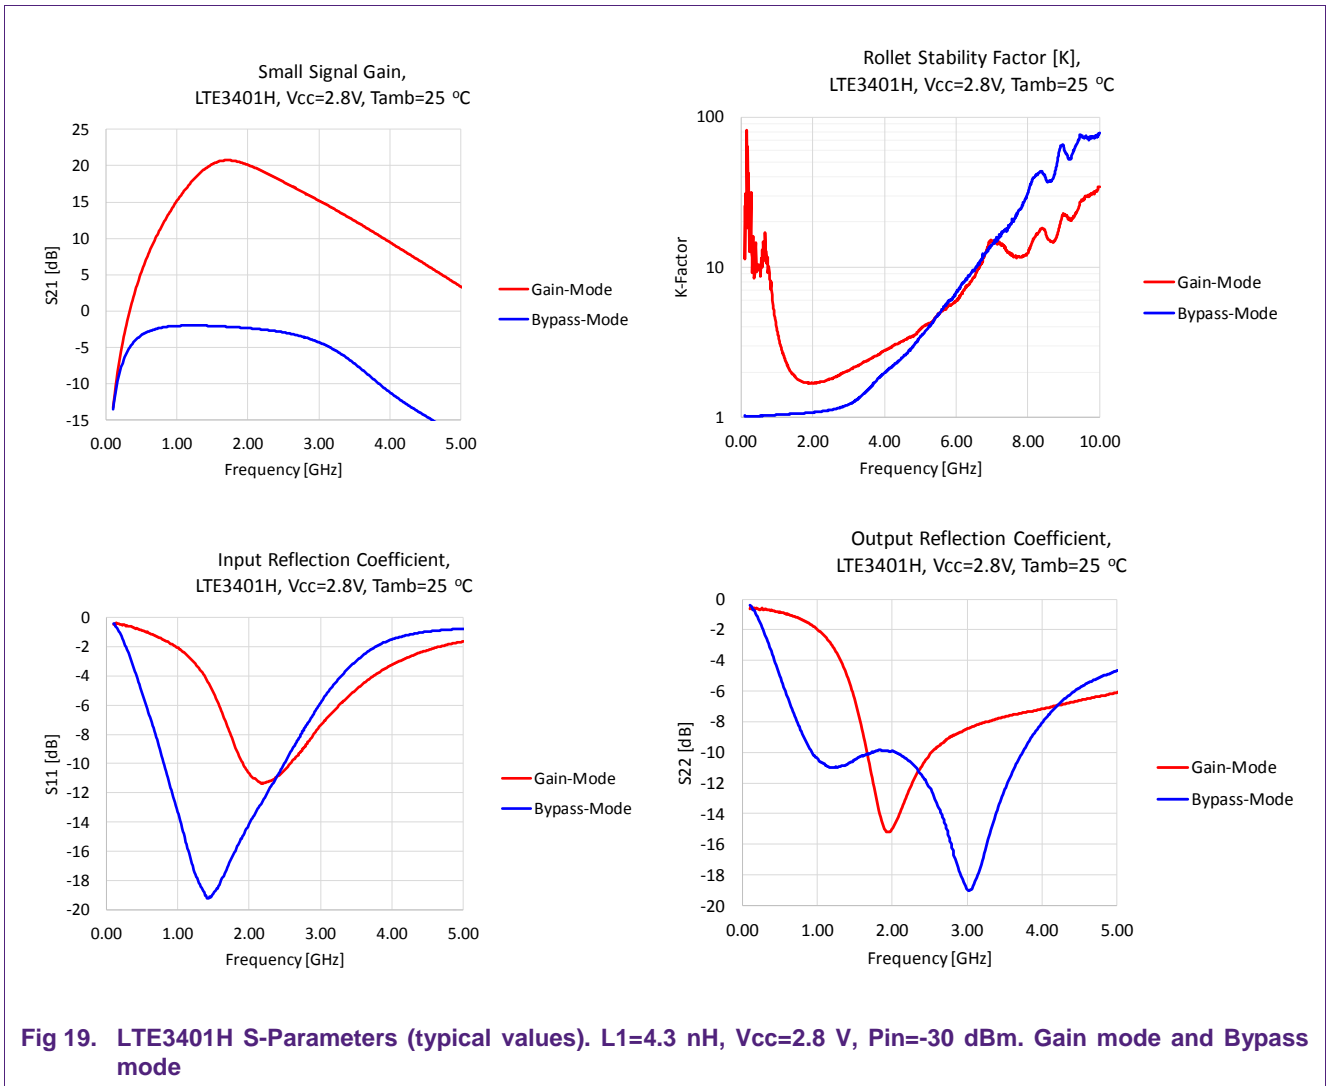 Small Signal Gain,
LTE3401H, Vcc=2.8V, Tamb=25 ᵒC
25
20
15
10
5
0
-5
-10
-15
S21 [dB]
0.00 1.00 2.00 3.00 4.00 5.00
Frequency [GHz]
Gain-Mode
Bypass-Mode
Rollet Stability Factor [K],
LTE3401H, Vcc=2.8V, Tamb=25 ᵒC
100
10
1
K-Factor
0.00 2.00 4.00 6.00 8.00 10.00
Frequency [GHz]
Gain-Mode
Bypass-Mode
Input Reflection Coefficient,
LTE3401H, Vcc=2.8V, Tamb=25 ᵒC
0
-2
-4
-6
-8
-10
-12
-14
-16
-18
-20
S11 [dB]
0.00 1.00 2.00 3.00 4.00 5.00
Frequency [GHz]
Gain-Mode
Bypass-Mode
Output Reflection Coefficient,
LTE3401H, Vcc=2.8V, Tamb=25 ᵒC
0
-2
-4
-6
-8
-10
-12
-14
-16
-18
-20
S22 [dB]
0.00 1.00 2.00 3.00 4.00 5.00
Frequency [GHz]
Gain-Mode
Bypass-Mode
Fig 19. LTE3401H S-Parameters (typical values). L1=4.3 nH, Vcc=2.8 V, Pin=-30 dBm. Gain mode and Bypass
mode